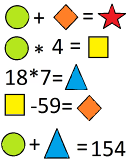 + =
* 4 =
18*7=
-59=
+ =154